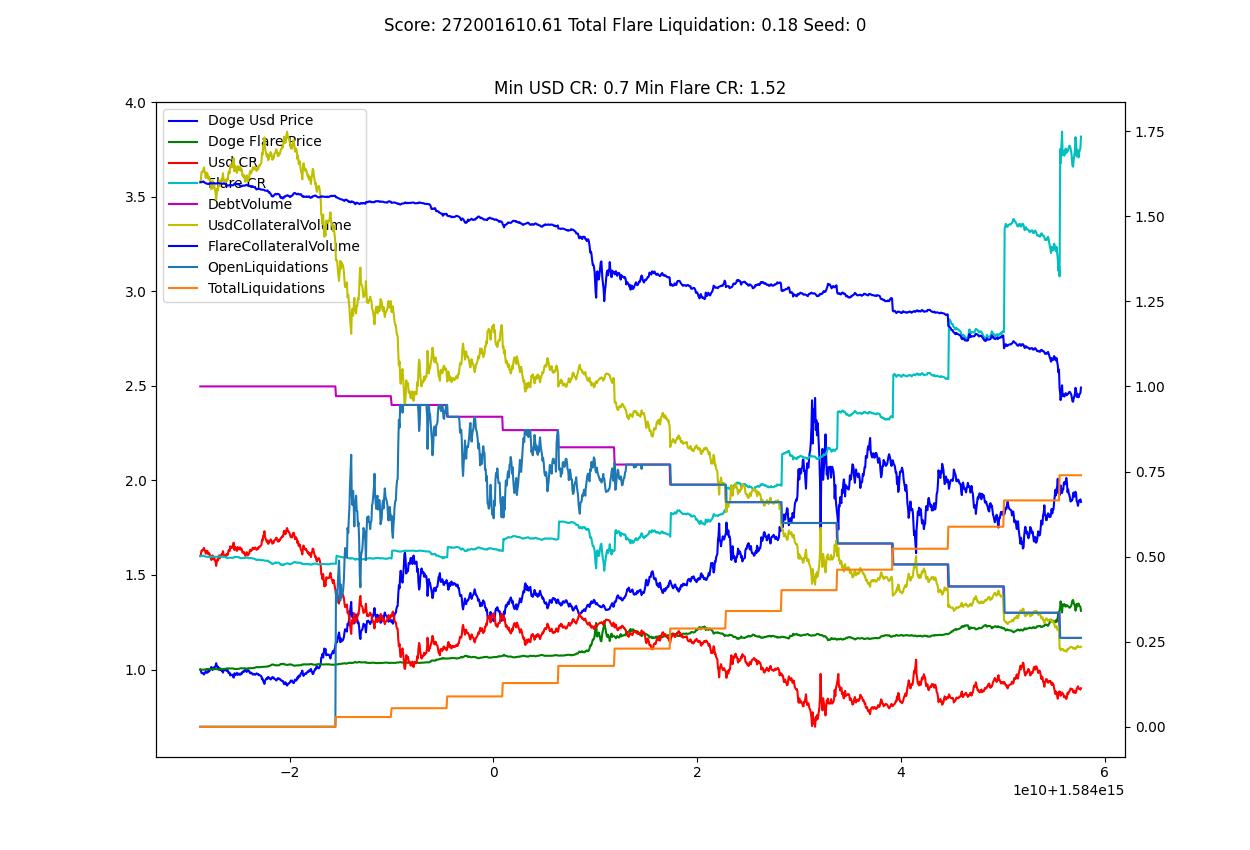 Score: 272001610.61 Total Flare Liquidation: 0.18 Seed: 0
Min USD CR: 0.7 Min Flare CR: 1.52
Doge Usd Price
Doge Flare Price
Usd CR
Flare CR
DebtVolume
UsdCollateralVolume
FlareCollateralVolume
OpenLiquidations
TotalLiquidations
4.0
3.5
3.0
2.5
2.0
1.5
1.0
1.75
1.50
1.25
1.00
0.75
0.50
0.25
0.00
−2
0
2
4
6
1e10+1.584e15